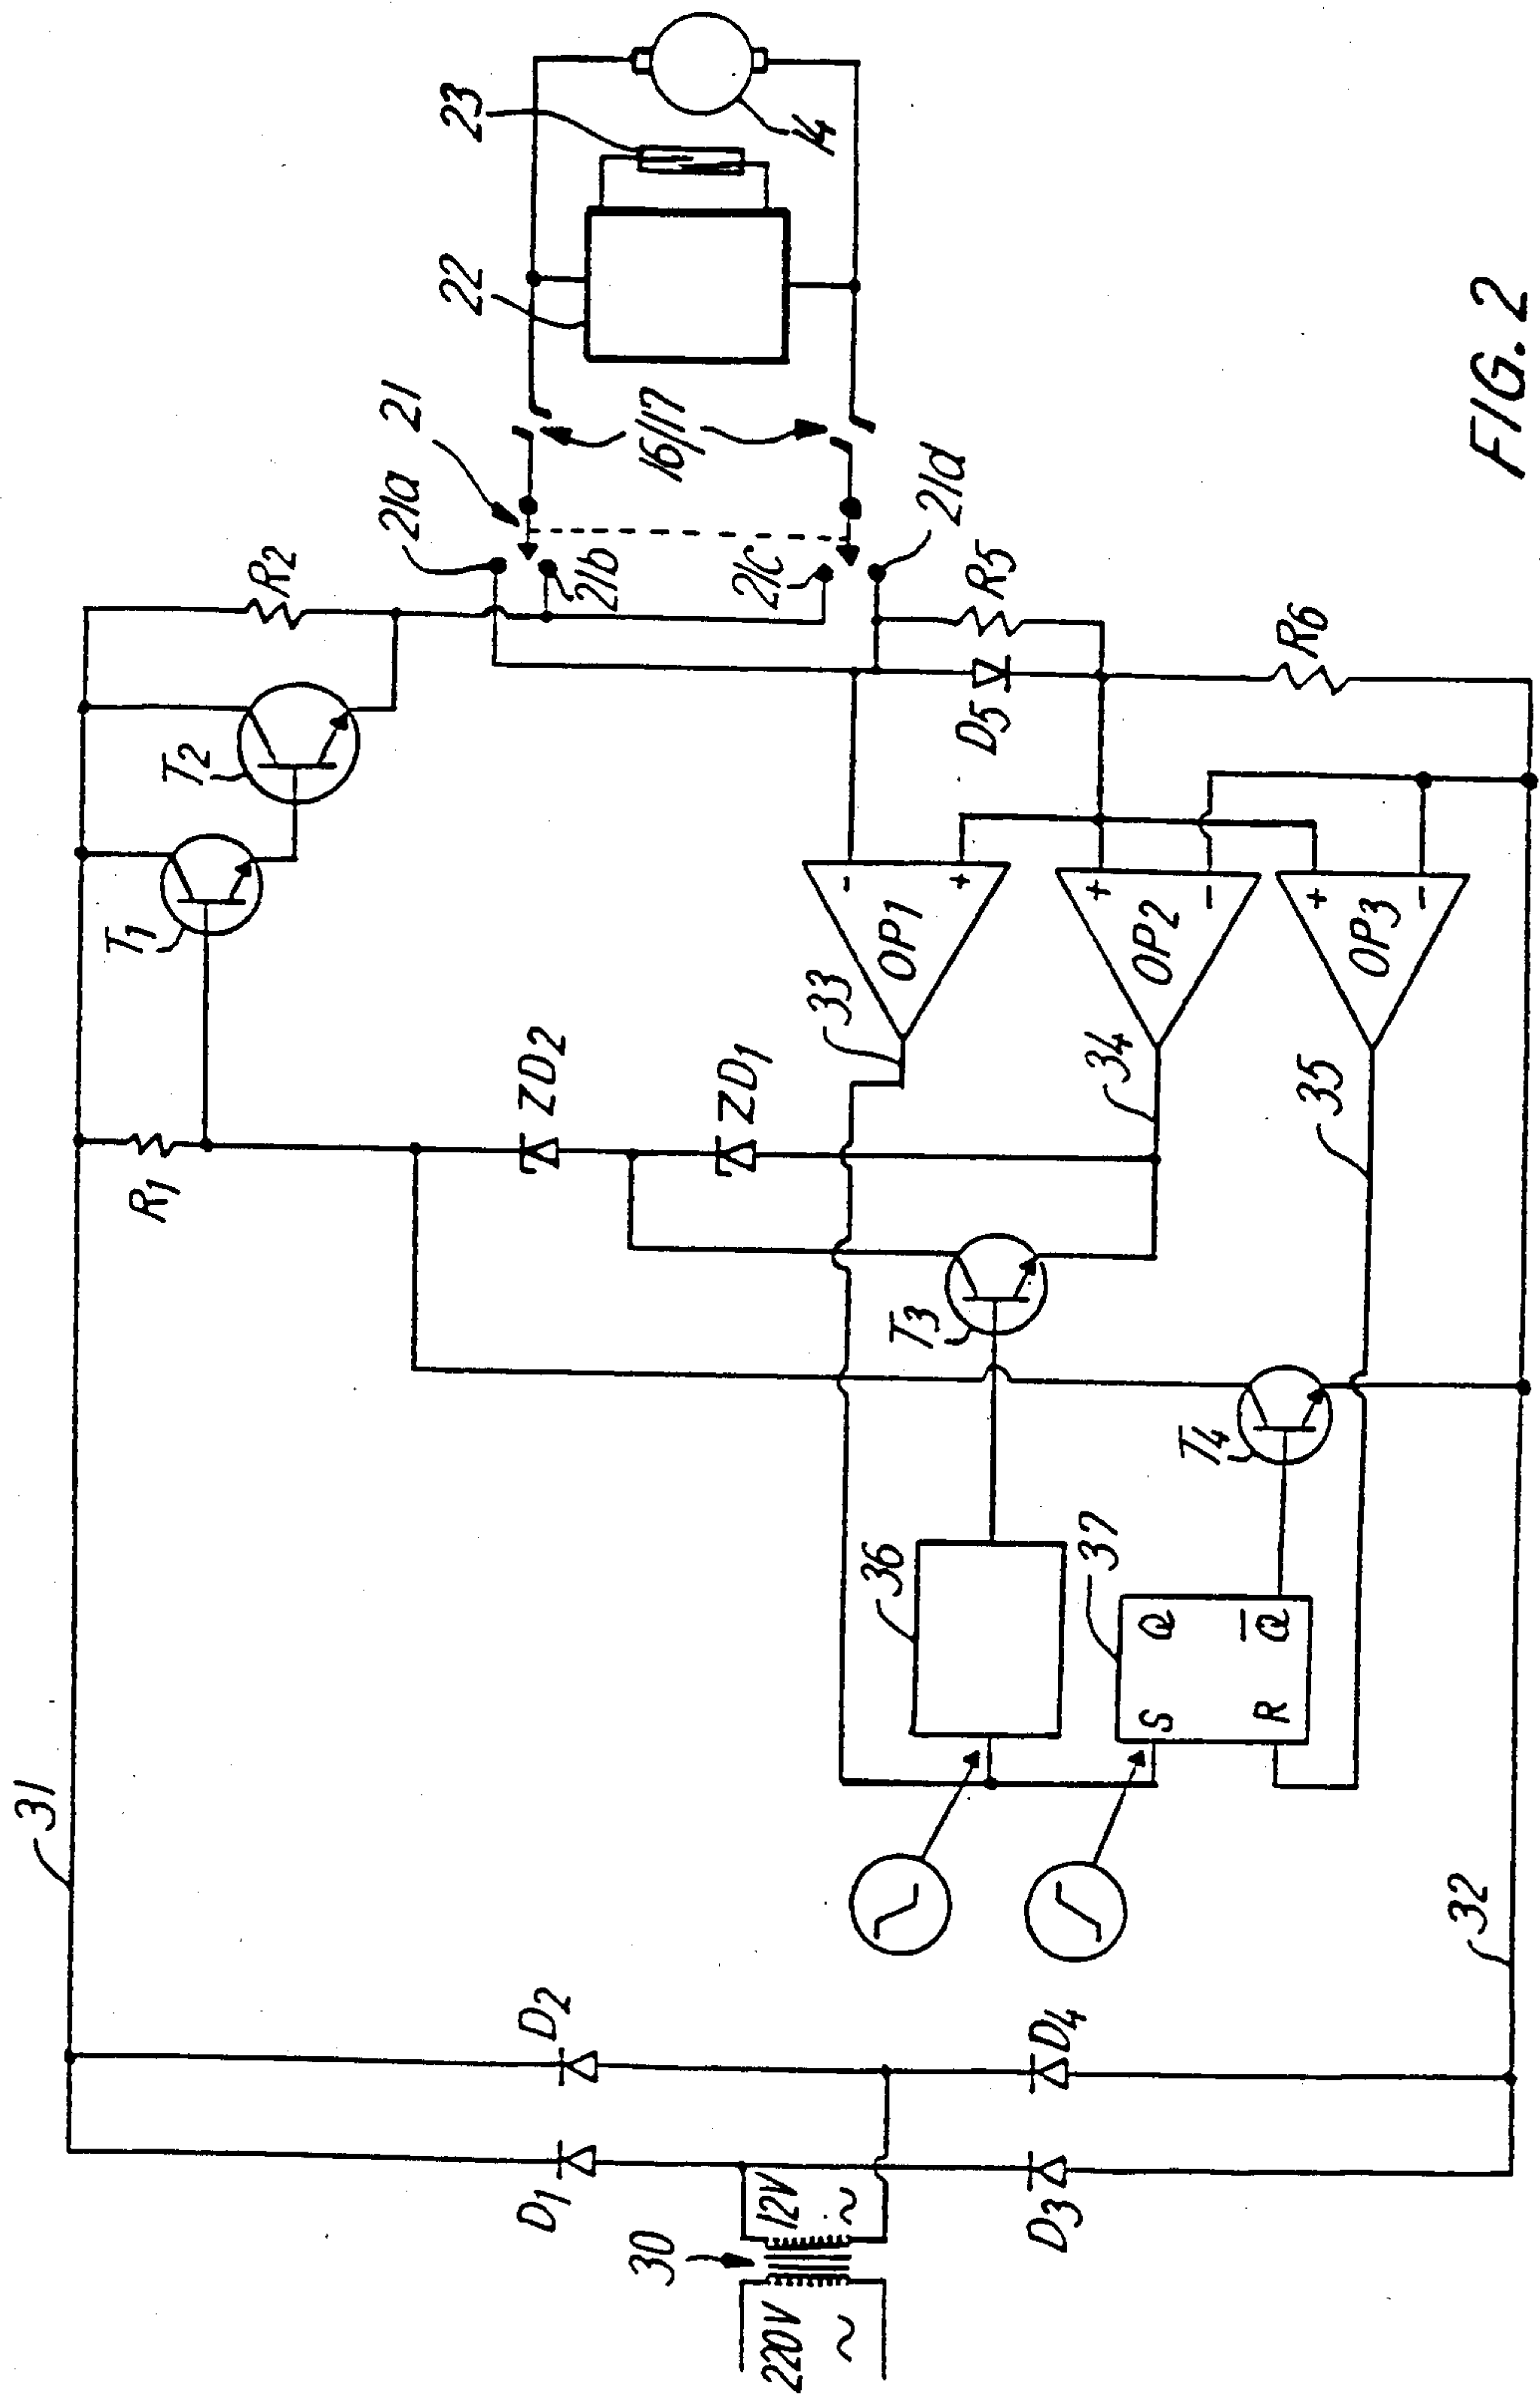 31
R2
T2
T1
R1
21a
21
21b
16/17
22
23
14
21c
21d
R5
D5
R6
ZD2
ZD1
33
34
35
-
+
OP1
+
-
OP2
+
-
OP3
T3
T4
36
37
S Q
R Q̅
D1
D2
D3
D4
30
220V
~
12V
~
32
FIG. 2